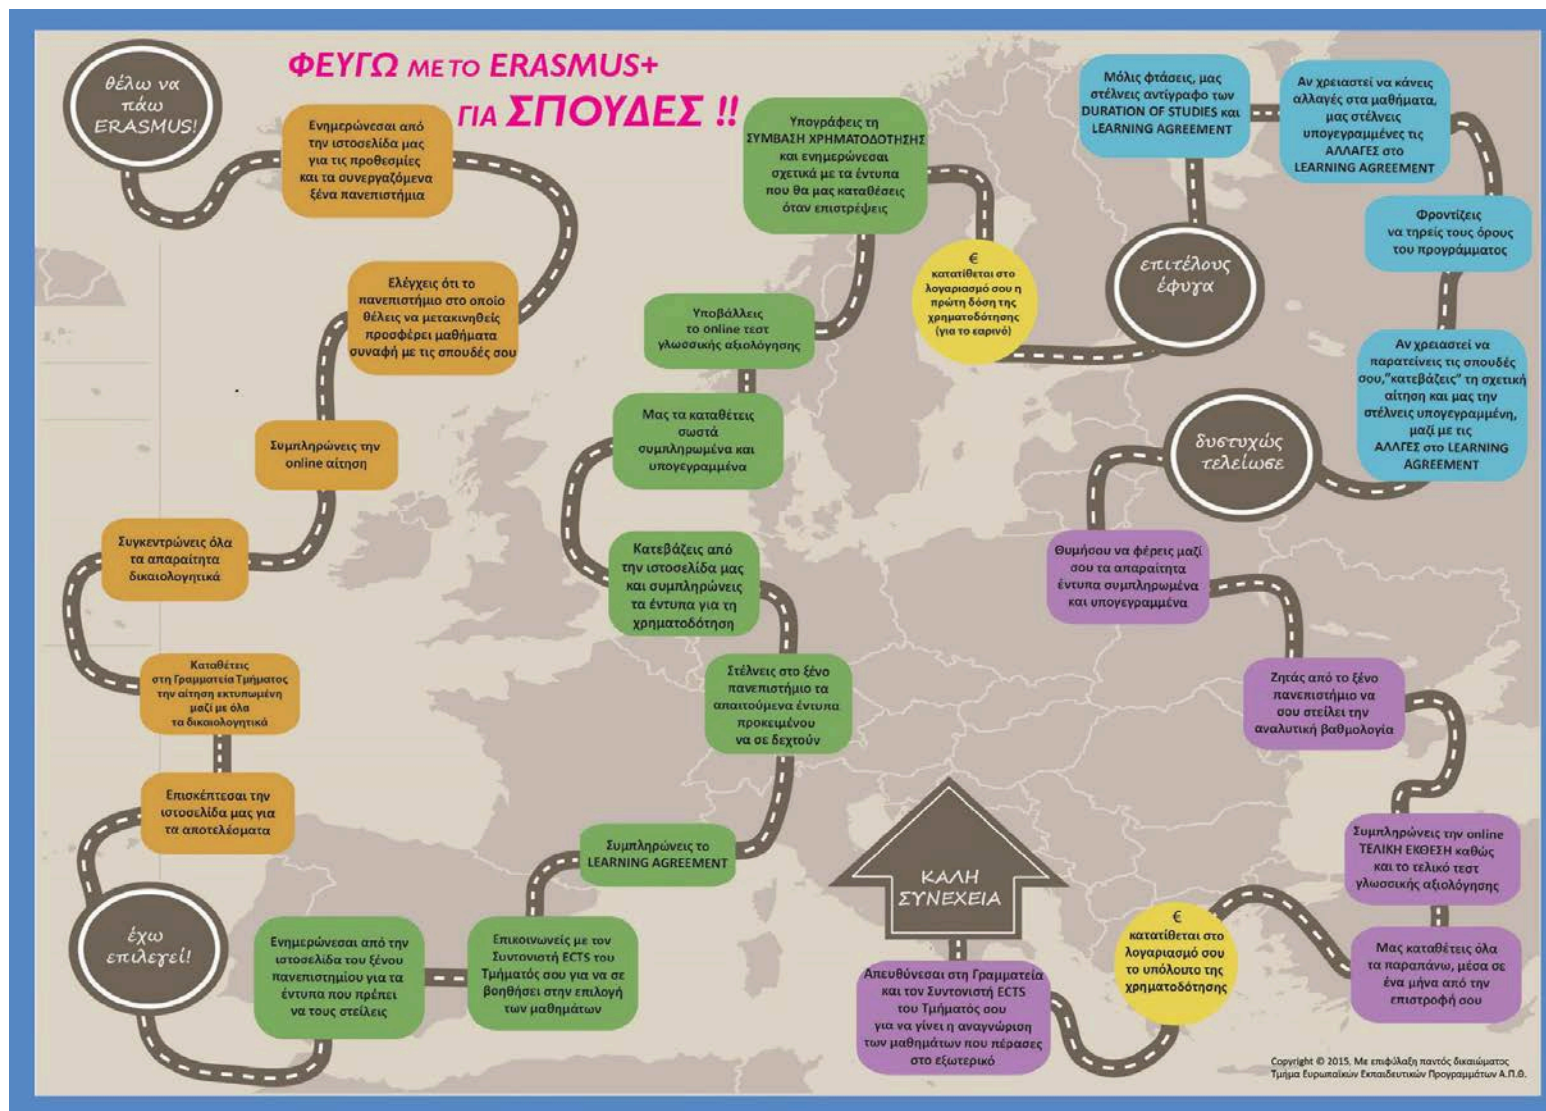 ΦΕΥΓΩ ΜΕ ΤΟ ERASMUS+
ΓΙΑ ΣΠΟΥΔΕΣ !!
θέλω να
πάω
ERASMUS!
Ενημερώνεσαι από
την ιστοσελίδα μας
για τις προθεσμίες
και τα συνεργαζόμενα
ξένα πανεπιστήμια
Ελέγχεις ότι το
πανεπιστήμιο στο οποίο
θέλεις να μετακινηθείς
προσφέρει μαθήματα
συναφή με τις σπουδές σου
Συμπληρώνεις την
online αίτηση
Συγκεντρώνεις όλα
τα απαραίτητα
δικαιολογητικά
Καταθέτεις
στη Γραμματεία Τμήματος
την αίτηση εκτυπωμένη
μαζί με όλα
τα δικαιολογητικά
Επισκέπτεσαι την
ιστοσελίδα μας για
τα αποτελέσματα
έχω
επιλεγεί!
Ενημερώνεσαι από την
ιστοσελίδα του ξένου
πανεπιστημίου για τα
έντυπα που πρέπει
να τους στείλεις
Επικοινωνείς με τον
Συντονιστή ECTS του
Τμήματός σου για να σε
βοηθήσει στην επιλογή
των μαθημάτων
Συμπληρώνεις το
LEARNING AGREEMENT
Στέλνεις στο ξένο
πανεπιστήμιο τα
απαιτούμενα έντυπα
προκειμένου
να σε δεχτούν
Κατεβάζεις από
την ιστοσελίδα μας
και συμπληρώνεις
τα έντυπα για τη
χρηματοδότηση
Μας τα καταθέτεις
σωστά
συμπληρωμένα και
υπογεγραμμένα
Υποβάλλεις
το online τεστ
γλωσσικής αξιολόγησης
Υπογράφεις τη
ΣΥΜΒΑΣΗ ΧΡΗΜΑΤΟΔΟΤΗΣΗΣ
και ενημερώνεσαι
σχετικά με τα έντυπα
που θα μας καταθέσεις
όταν επιστρέψεις
€
κατατίθεται στο
λογαριασμό σου η
πρώτη δόση της
χρηματοδότησης
(για το εαρινό)
επιτέλους
έφυγα
Μόλις φτάσεις, μας
στέλνεις αντίγραφο των
DURATION OF STUDIES και
LEARNING AGREEMENT
Αν χρειαστεί να κάνεις
αλλαγές στα μαθήματα,
μας στέλνεις
υπογεγραμμένες τις
ΑΛΛΑΓΕΣ στο
LEARNING AGREEMENT
Φροντίζεις
να τηρείς τους όρους
του προγράμματος
Αν χρειαστεί να
παρατείνεις τις σπουδές
σου,"κατεβάζεις" τη σχετική
αίτηση και μας την
στέλνεις υπογεγραμμένη,
μαζί με τις
ΑΛΛΓΕΣ στο LEARNING
AGREEMENT
δυστυχώς
τελείωσε
Θυμήσου να φέρεις μαζί
σου τα απαραίτητα
έντυπα συμπληρωμένα
και υπογεγραμμένα
Ζητάς από το ξένο
πανεπιστήμιο να
σου στείλει την
αναλυτική βαθμολογία
Συμπληρώνεις την online
ΤΕΛΙΚΗ ΕΚΘΕΣΗ καθώς
και το τελικό τεστ
γλωσσικής αξιολόγησης
Μας καταθέτεις όλα
τα παραπάνω, μέσα σε
ένα μήνα από την
επιστροφή σου
€
κατατίθεται στο
λογαριασμό σου
το υπόλουτο της
χρηματοδότησης
Απευθύνεσαι στη Γραμματεία
και τον Συντονιστή ECTS
του Τμήματός σου
για να γίνει η αναγνώριση
των μαθημάτων που πέρασες
στο εξωτερικό
ΚΑΛΗ
ΣΥΝΕΧΕΙΑ
Copyright © 2015, Με επιφύλαξη παντός δικαιώματος
Τμήμα Ευρωπαϊκών Εκπαιδευτικών Προγραμμάτων Α.Π.Θ.